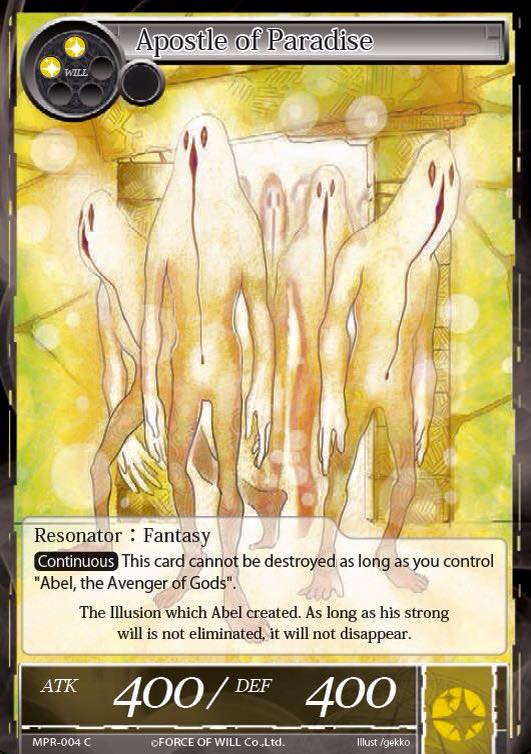 Apostle of Paradise
WILL
Resonator : Fantasy
Continuous This card cannot be destroyed as long as you control
"Abel, the Avenger of Gods".
The Illusion which Abel created. As long as his strong
will is not eliminated, it will not disappear.
ATK 400 / DEF 400
MPR-004 C ©FORCE OF WILL Co.,Ltd. Illust /gekko